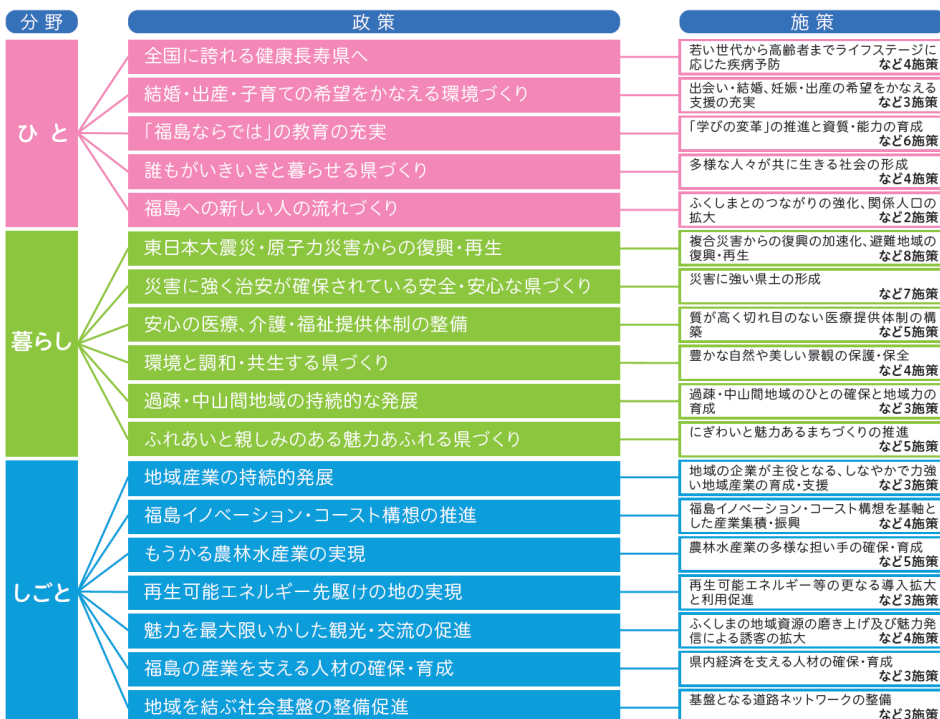 分野
政策
施策
ひと
全国に誇れる健康長寿県へ
若い世代から高齢者までライフステージに
応じた疾病予防 など4施策
結婚・出産・子育ての希望をかなえる環境づくり
出会い・結婚、妊娠・出産の希望をかなえる
支援の充実 など3施策
「福島ならでは」の教育の充実
「学びの変革」の推進と資質・能力の育成
など6施策
誰もがいきいきと暮らせる県づくり
多様な人々が共に生きる社会の形成
など4施策
福島への新しい人の流れづくり
ふくしまとのつながりの強化、関係人口の
拡大 など2施策
暮らし
東日本大震災・原子力災害からの復興・再生
複合災害からの復興の加速化、避難地域の
復興・再生 など8施策
災害に強く治安が確保されている安全・安心な県づくり
災害に強い県土の形成
など7施策
安心の医療、介護・福祉提供体制の整備
質が高く切れ目のない医療提供体制の構
築 など5施策
環境と調和・共生する県づくり
豊かな自然や美しい景観の保護・保全
など4施策
過疎・中山間地域の持続的な発展
過疎・中山間地域のひとの確保と地域力の
育成 など3施策
ふれあいと親しみのある魅力あふれる県づくり
にぎわいと魅力あるまちづくりの推進
など5施策
しごと
地域産業の持続的発展
地域の企業が主役となる、しなやかで力強
い地域産業の育成・支援 など3施策
福島イノベーション・コースト構想の推進
福島イノベーション・コースト構想を基軸と
した産業集積・振興 など4施策
もうかる農林水産業の実現
農林水産業の多様な担い手の確保・育成
など5施策
再生可能エネルギー先駆けの地の実現
再生可能エネルギー等の更なる導入拡大
と利用促進 など3施策
魅力を最大限いかした観光・交流の促進
ふくしまの地域資源の磨き上げ及び魅力発
信による誘客の拡大 など4施策
福島の産業を支える人材の確保・育成
県内経済を支える人材の確保・育成
など3施策
地域を結ぶ社会基盤の整備促進
基盤となる道路ネットワークの整備
など3施策